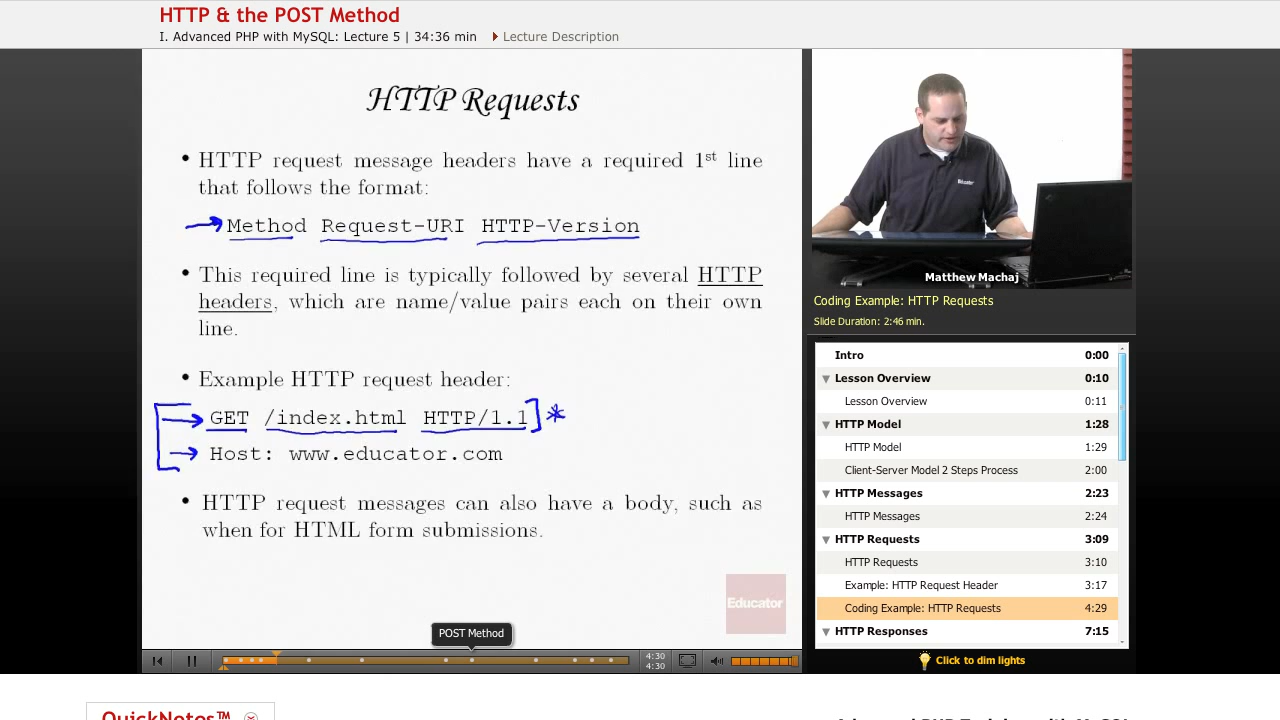 HTTP & the POST Method
I. Advanced PHP with MySQL: Lecture 5 | 34:36 min Lecture Description
HTTP Requests
• HTTP request message headers have a required 1st line
that follows the format:
Method Request-URI HTTP-Version
• This required line is typically followed by several HTTP
headers, which are name/value pairs each on their own
line.
• Example HTTP request header:
GET /index.html HTTP/1.1 ] *
Host: www.educator.com
• HTTP request messages can also have a body, such as
when for HTML form submissions.
Educator
POST Method
4:30
4:30
Matthew Machaj
Coding Example: HTTP Requests
Slide Duration: 2:46 min.
Intro 0:00
Lesson Overview 0:10
Lesson Overview 0:11
HTTP Model 1:28
HTTP Model 1:29
Client-Server Model 2 Steps Process 2:00
HTTP Messages 2:23
HTTP Messages 2:24
HTTP Requests 3:09
HTTP Requests 3:10
Example: HTTP Request Header 3:17
Coding Example: HTTP Requests 4:29
HTTP Responses 7:15
Click to dim lights
QuickNotes™